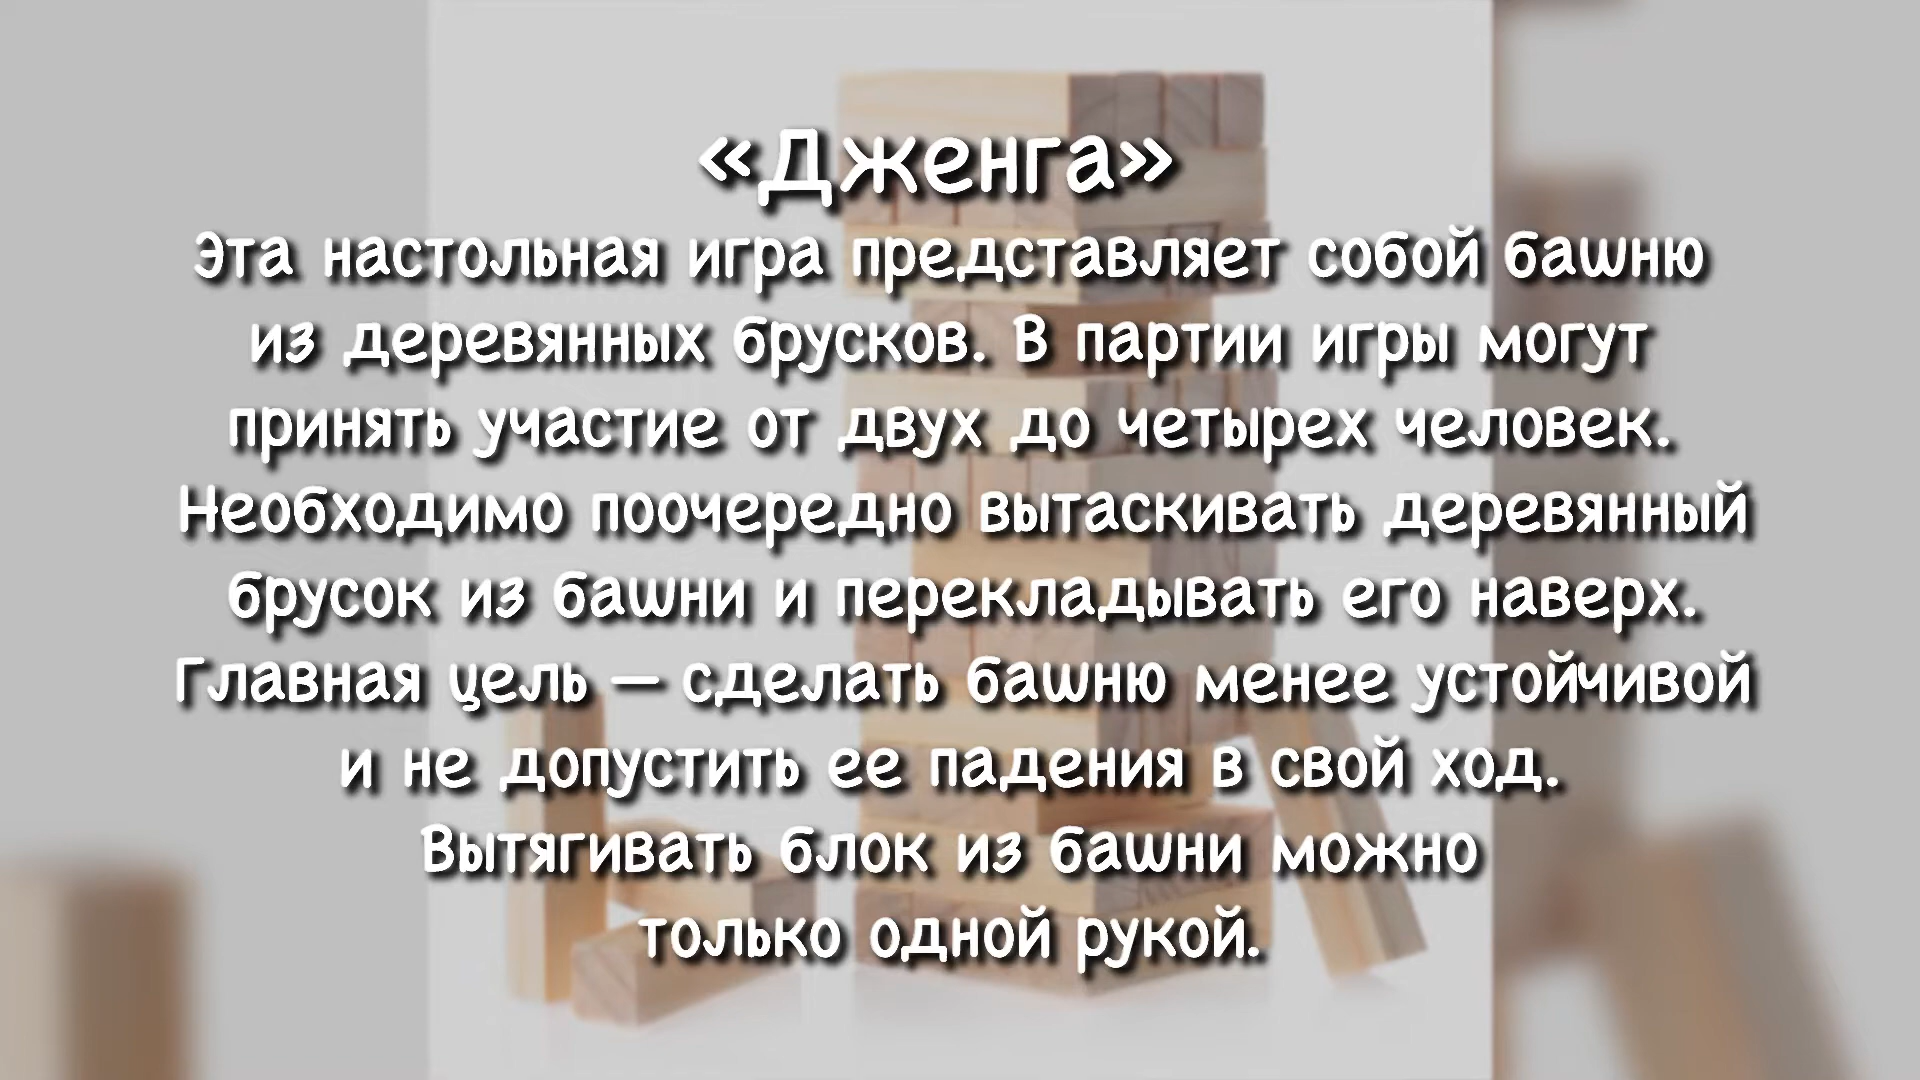 «Дженга»
Эта настольная игра представляет собой башню
из деревянных брусков. В партии игры могут
принять участие от двух до четырех человек.
Необходимо поочередно вытаскивать деревянный
брусок из башни и перекладывать его наверх.
Главная цель — сделать башню менее устойчивой
и не допустить ее падения в свой ход.
Вытягивать блок из башни можно
только одной рукой.